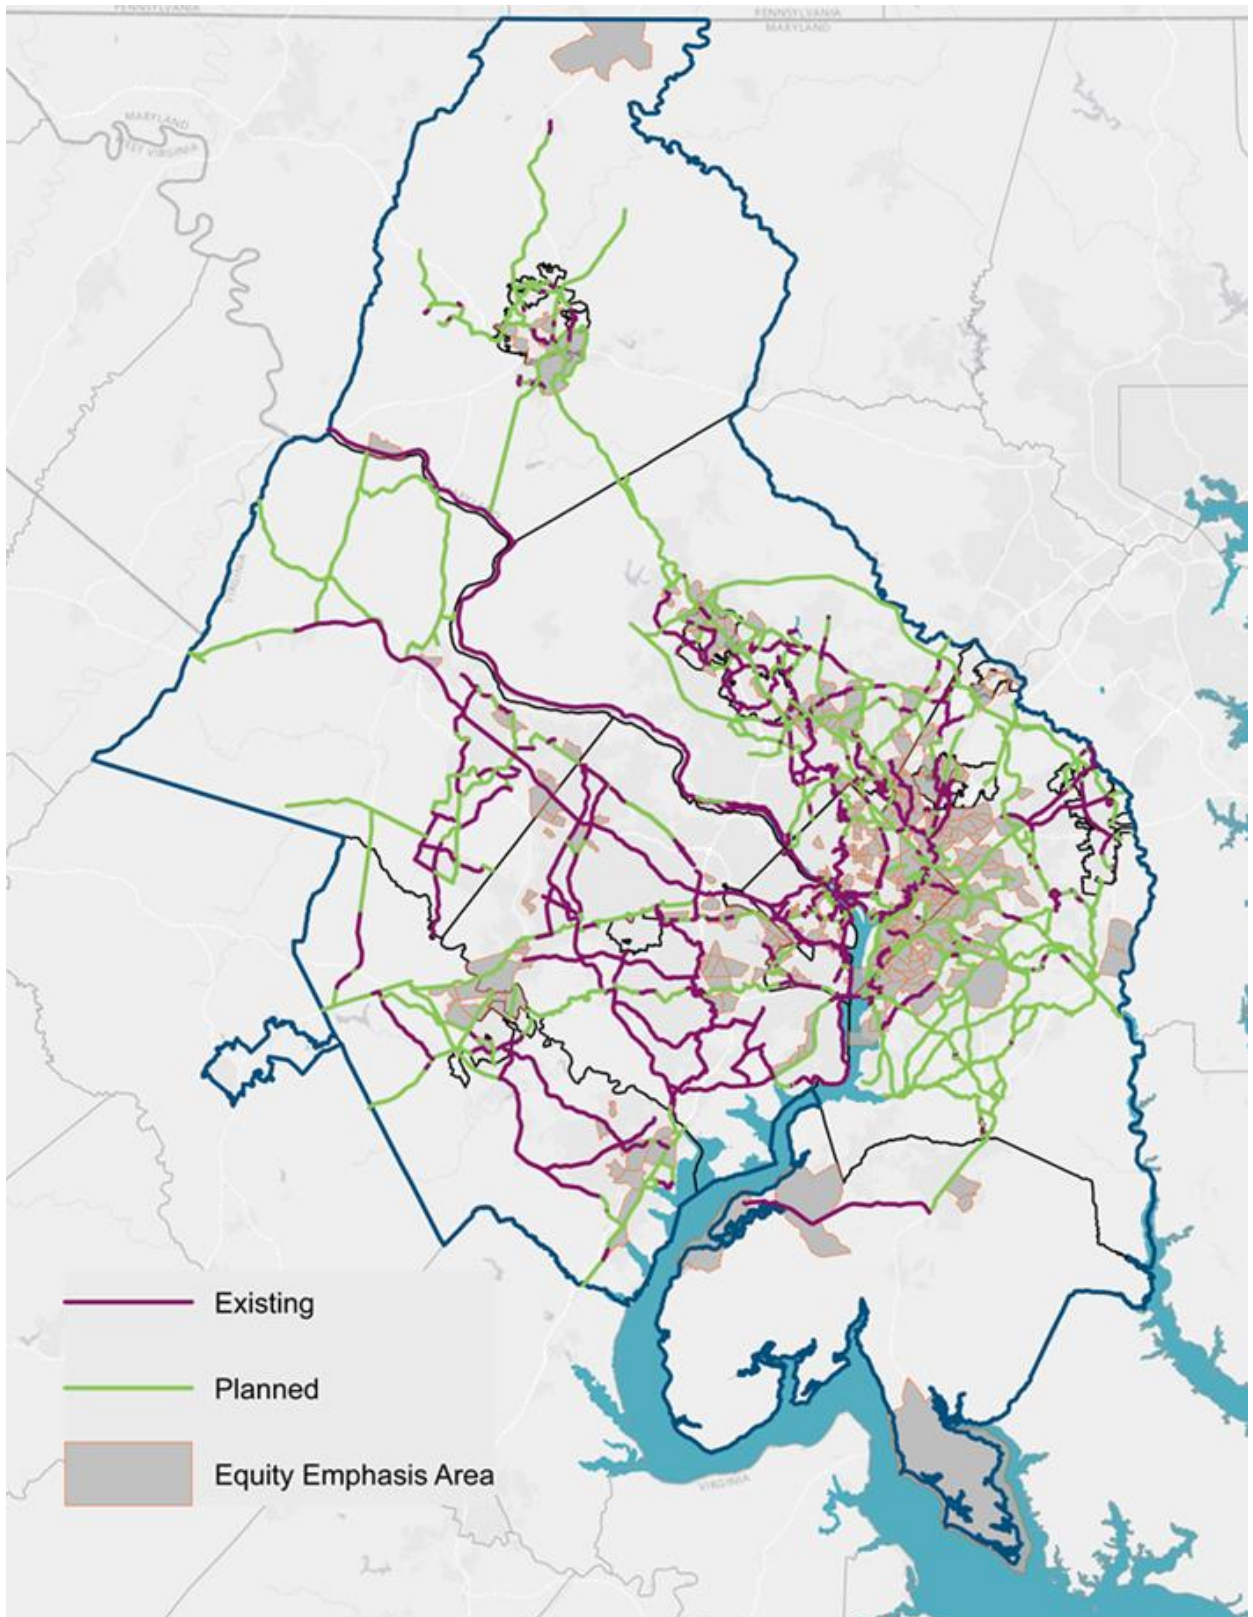 PENNSYLVANIA
PENNSYLVANIA
MARYLAND
MARYLAND
WEST VIRGINIA
VIRGINIA
Existing
Planned
Equity Emphasis Area
VIRGINIA